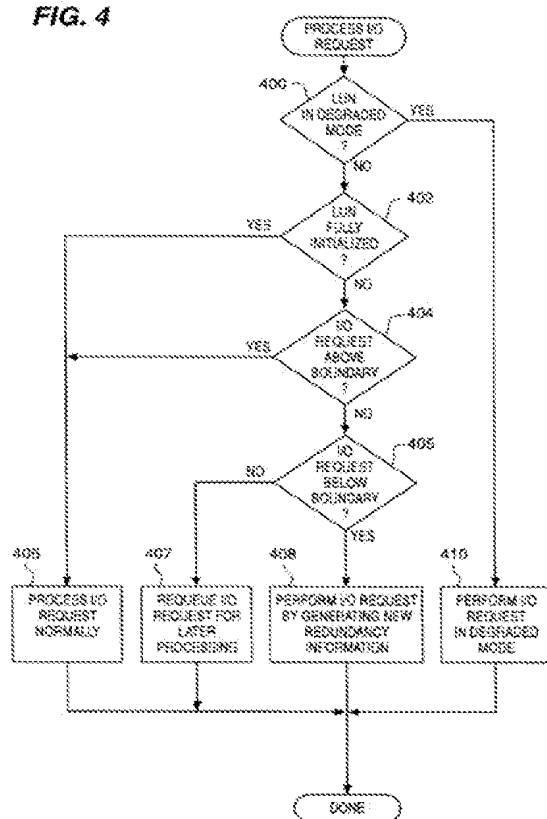 FIG. 4
PROCESS I/O
REQUEST
400
LUN
IN DEGRADED
MODE
?
YES
NO
402
LUN
FULLY
INITIALIZED
?
YES
NO
404
I/O
REQUEST
ABOVE
BOUNDARY
?
YES
NO
405
I/O
REQUEST
BELOW
BOUNDARY
?
NO
YES
406
PROCESS I/O
REQUEST
NORMALLY
407
REQUEUE I/O
REQUEST FOR
LATER
PROCESSING
408
PERFORM I/O REQUEST
BY GENERATING NEW
REDUNDANCY
INFORMATION
410
PERFORM I/O
REQUEST
IN DEGRADED
MODE
DONE